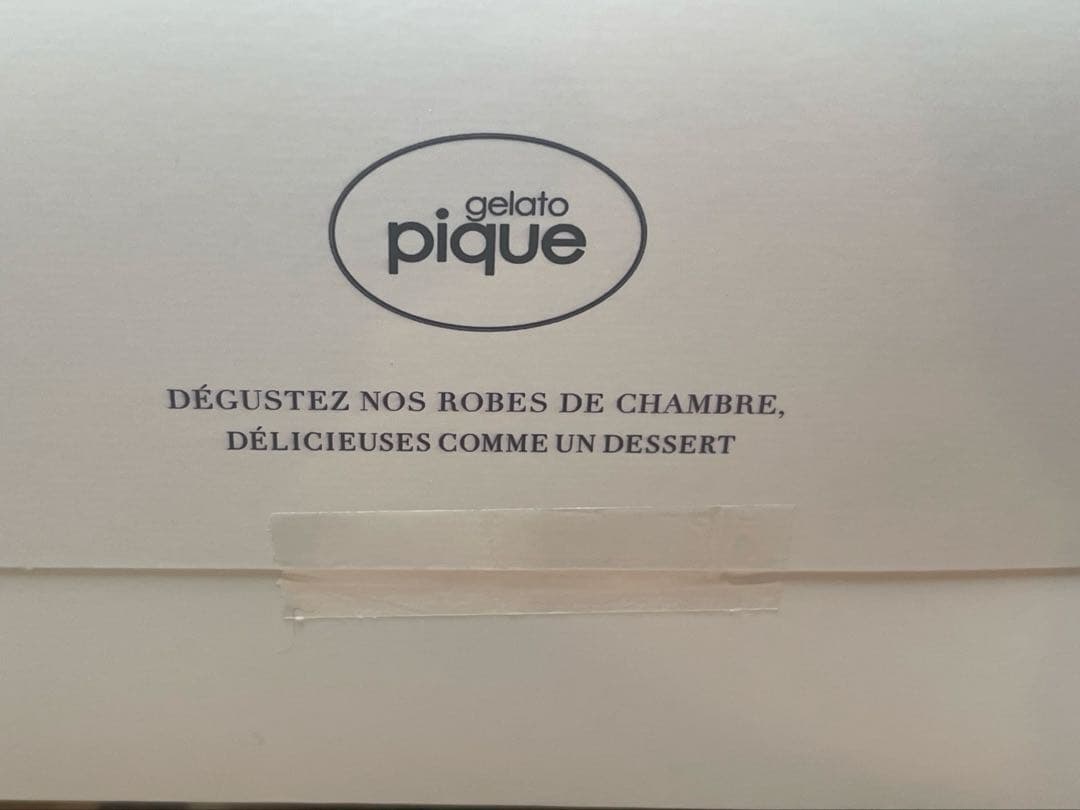 gelato
pique
DÉGUSTEZ NOS ROBES DE CHAMBRE,
DÉLICIEUSES COMME UN DESSERT